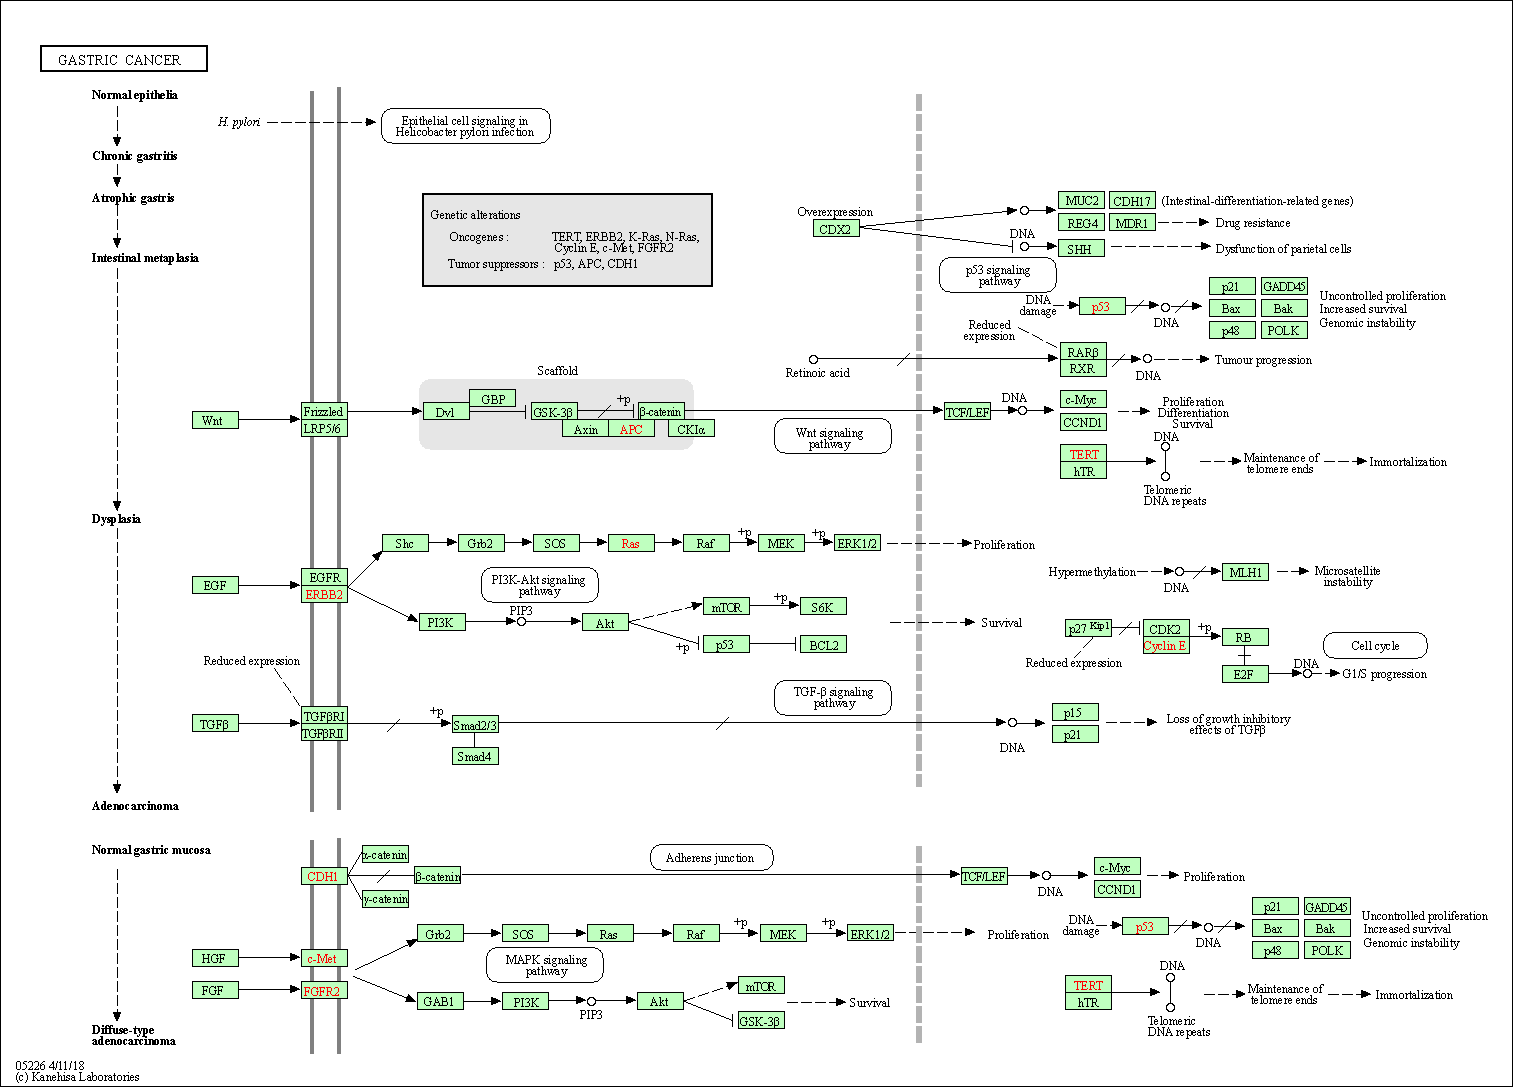 GASTRIC CANCER
Normal epithelia
H. pylori
Epithelial cell signaling in
Helicobacter pylori infection
Chronic gastritis
Atrophic gastris
Intestinal metaplasia
Genetic alterations
Oncogenes : TERT, ERBB2, K-Ras, N-Ras,
Cyclin E, c-Met, FGFR2
Tumor suppressors : p53, APC, CDH1
Overexpression
CDX2
MUC2
CDH17
(Intestinal-differentiation-related genes)
REG4
MDR1
Drug resistance
DNA
SHH
Dysfunction of parietal cells
p53 signaling
pathway
DNA
damage
p53
DNA
p21
GADD45
Bax
Bak
p48
POLK
Uncontrolled proliferation
Increased survival
Genomic instability
Reduced
expression
Retinoic acid
RARβ
RXR
DNA
Tumour progression
Scaffold
Wnt
Frizzled
LRP5/6
Dvl
GBP
GSK-3β
+p
β-catenin
Axin
APC
CKIα
Wnt signaling
pathway
TCF/LEF
DNA
c-Myc
CCND1
Proliferation
Differentiation
Survival
TERT
hTR
DNA
Telomeric
DNA repeats
Maintenance of
telomere ends
Immortalization
Dysplasia
EGF
EGFR
ERBB2
Shc
Grb2
SOS
Ras
Raf
+p
MEK
+p
ERK1/2
Proliferation
PI3K-Akt signaling
pathway
PI3K
PIP3
Akt
mTOR
+p
S6K
+p
p53
BCL2
Survival
Hypermethylation
DNA
MLH1
Microsatellite
instability
p27 Kip1
Reduced expression
CDK2
Cyclin E
+p
RB
E2F
DNA
Cell cycle
G1/S progression
Reduced expression
TGFβ
TGFβRI
TGFβRII
+p
Smad2/3
Smad4
TGF-β signaling
pathway
DNA
p15
p21
Loss of growth inhibitory
effects of TGFβ
Adenocarcinoma
Normal gastric mucosa
CDH1
α-catenin
β-catenin
γ-catenin
Adherens junction
TCF/LEF
DNA
c-Myc
CCND1
Proliferation
HGF
c-Met
FGF
FGFR2
Grb2
SOS
Ras
Raf
+p
MEK
+p
ERK1/2
Proliferation
MAPK signaling
pathway
GAB1
PI3K
PIP3
Akt
mTOR
GSK-3β
Survival
DNA
damage
p53
DNA
p21
GADD45
Bax
Bak
p48
POLK
Uncontrolled proliferation
Increased survival
Genomic instability
TERT
hTR
DNA
Telomeric
DNA repeats
Maintenance of
telomere ends
Immortalization
Diffuse-type
adenocarcinoma
05226 4/11/18
(c) Kanehisa Laboratories